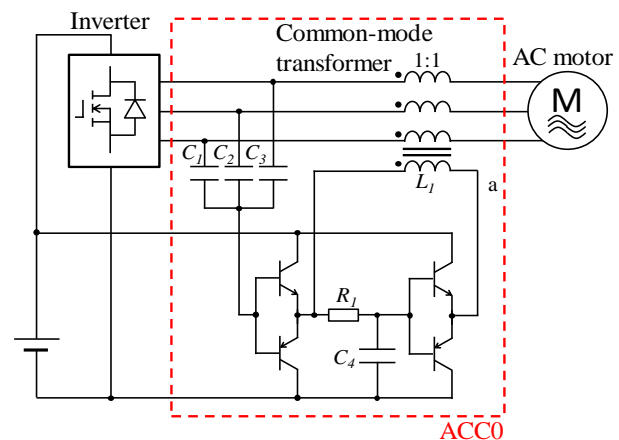 Inverter
Common-mode
transformer
1:1
AC motor
M
C1 C2 C3
L1
a
R1
C4
ACC0